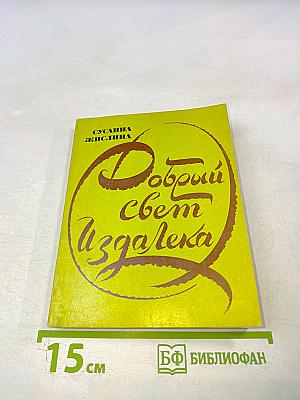 СУСАННА
ЖИСЛИНА
Добрый
свет
Издалека
15 см
БФ БИБЛИОФАН